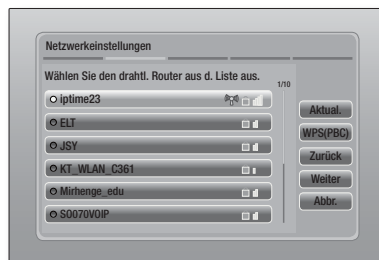 Netzwerkeinstellungen
Wählen Sie den drahtl. Router aus d. Liste aus.
1/10
iptime23
ELT
JSY
KT_WLAN_C361
Mirhenge_edu
SO070VOIP
Aktual.
WPS(PBC)
Zurück
Weiter
Abbr.